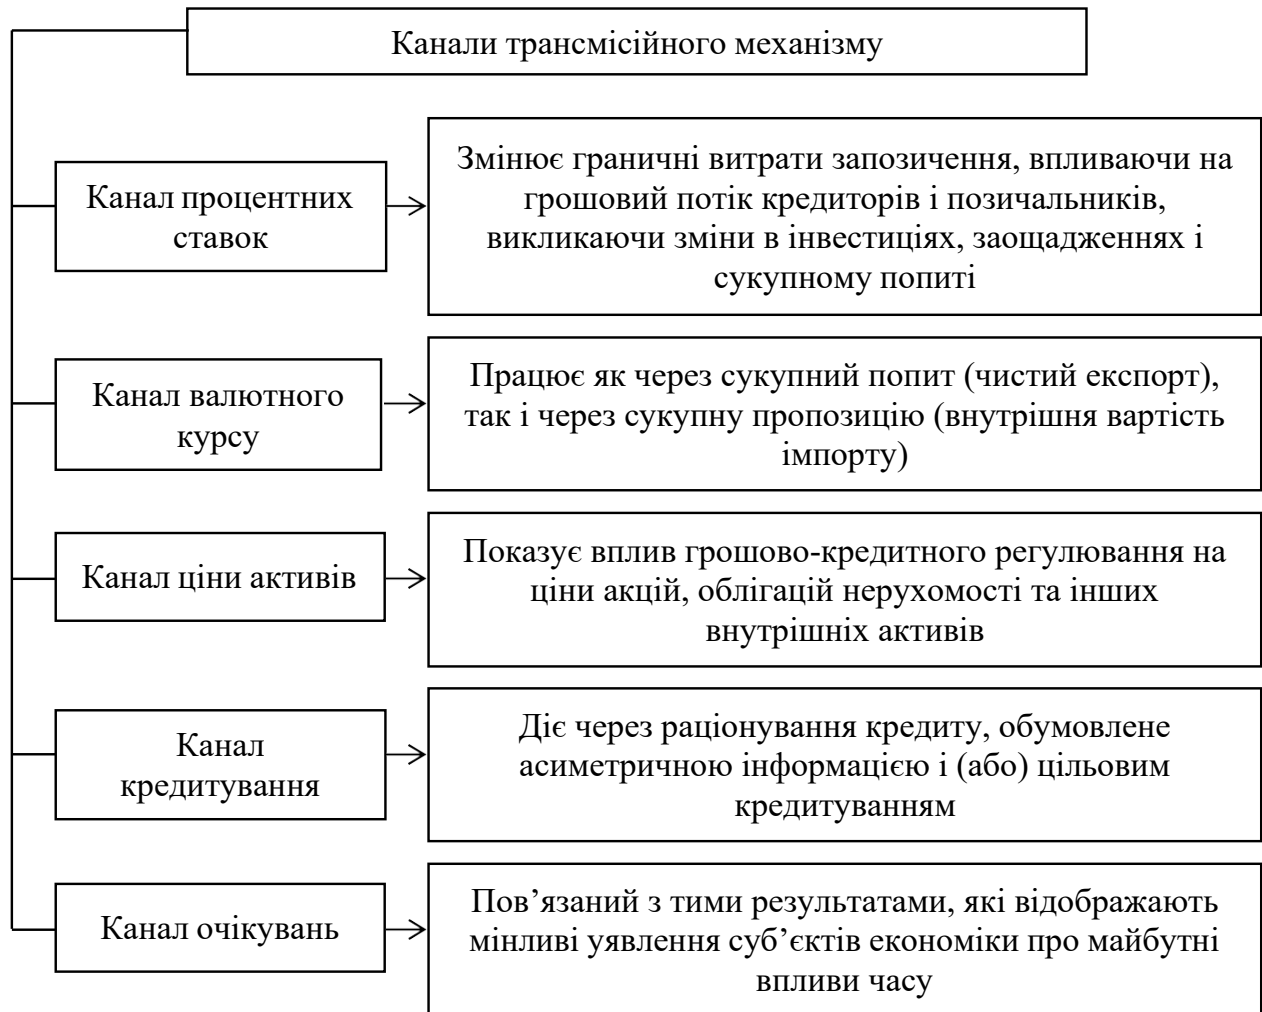 Канали трансмісійного механізму
Канал процентних
ставок
Змінює граничні витрати запозичення, впливаючи на
грошовий потік кредиторів і позичальників,
викликаючи зміни в інвестиціях, заощадженнях і
сукупному попиті
Канал валютного
курсу
Працює як через сукупний попит (чистий експорт),
так і через сукупну пропозицію (внутрішня вартість
імпорту)
Канал ціни активів
Показує вплив грошово-кредитного регулювання на
ціни акцій, облігацій нерухомості та інших
внутрішніх активів
Канал
кредитування
Діє через раціонування кредиту, обумовлене
асиметричною інформацією і (або) цільовим
кредитуванням
Канал очікувань
Пов’язаний з тими результатами, які відображають
мінливі уявлення суб’єктів економіки про майбутні
впливи часу